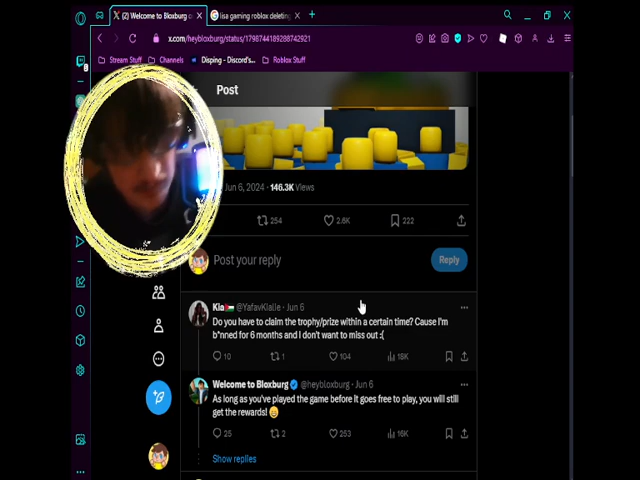 (2) Welcome to Bloxburg o
lisa gaming roblox deleting
x.com/heybloxburg/status/1798744189288742921
Stream Stuff
Channels
Disping - Discord's...
Roblox Stuff
Post
Jun 6, 2024 · 146.3K Views
254
2.6K
222
Post your reply
Reply
Kia @YafavKialie · Jun 6
Do you have to claim the trophy/prize within a certain time? Cause I'm
b*nned for 6 months and I don't want to miss out :(
10
1
104
18K
Welcome to Bloxburg @heybloxburg · Jun 6
As long as you've played the game before it goes free to play, you will still
get the rewards!
25
2
253
16K
Show replies